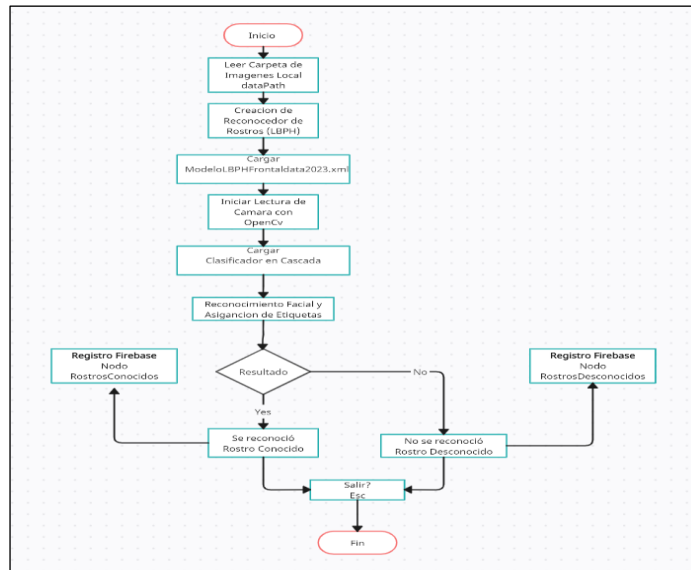 Inicio
Leer Carpeta de
Imagenes Local
dataPath
Creacion de
Reconocedor de
Rostros (LBPH)
Cargar
ModeloLBPHFrontaldata2023.xml
Iniciar Lectura de
Camara con
OpenCv
Cargar
Clasificador en Cascada
Reconocimiento Facial y
Asigancion de Etiquetas
Registro Firebase
Nodo
RostrosConocidos
Resultado
No
Registro Firebase
Nodo
RostrosDesconocidos
Yes
Se reconoció
Rostro Conocido
No se reconoció
Rostro Desconocido
Salir?
Esc
Fin